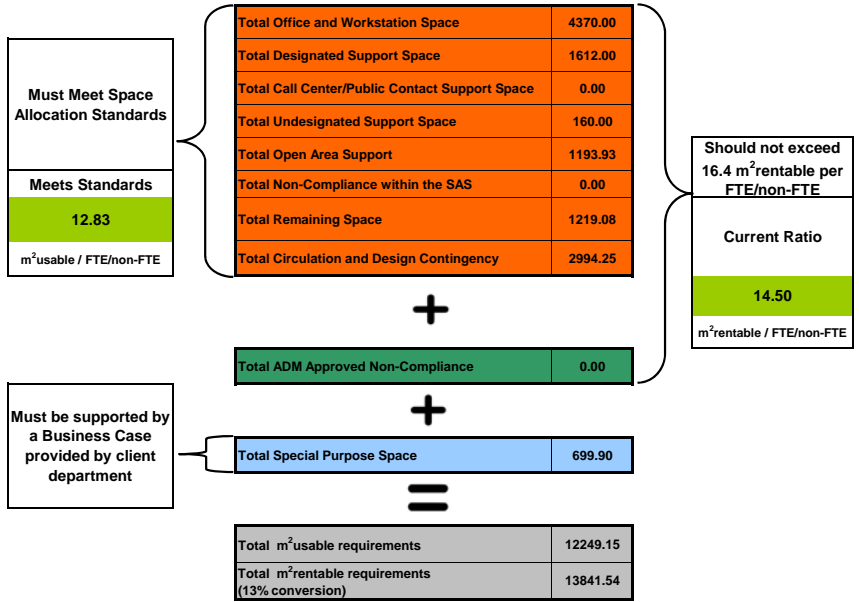 Must Meet Space
Allocation Standards
Meets Standards
12.83
m²usable / FTE/non-FTE
Total Office and Workstation Space 4370.00
Total Designated Support Space 1612.00
Total Call Center/Public Contact Support Space 0.00
Total Undesignated Support Space 160.00
Total Open Area Support 1193.93
Total Non-Compliance within the SAS 0.00
Total Remaining Space 1219.08
Total Circulation and Design Contingency 2994.25
Should not exceed
16.4 m²rentable per
FTE/non-FTE
Current Ratio
14.50
m²rentable / FTE/non-FTE
+
Total ADM Approved Non-Compliance 0.00
+
Must be supported by
a Business Case
provided by client
department
Total Special Purpose Space 699.90
=
Total m²usable requirements 12249.15
Total m²rentable requirements
(13% conversion) 13841.54